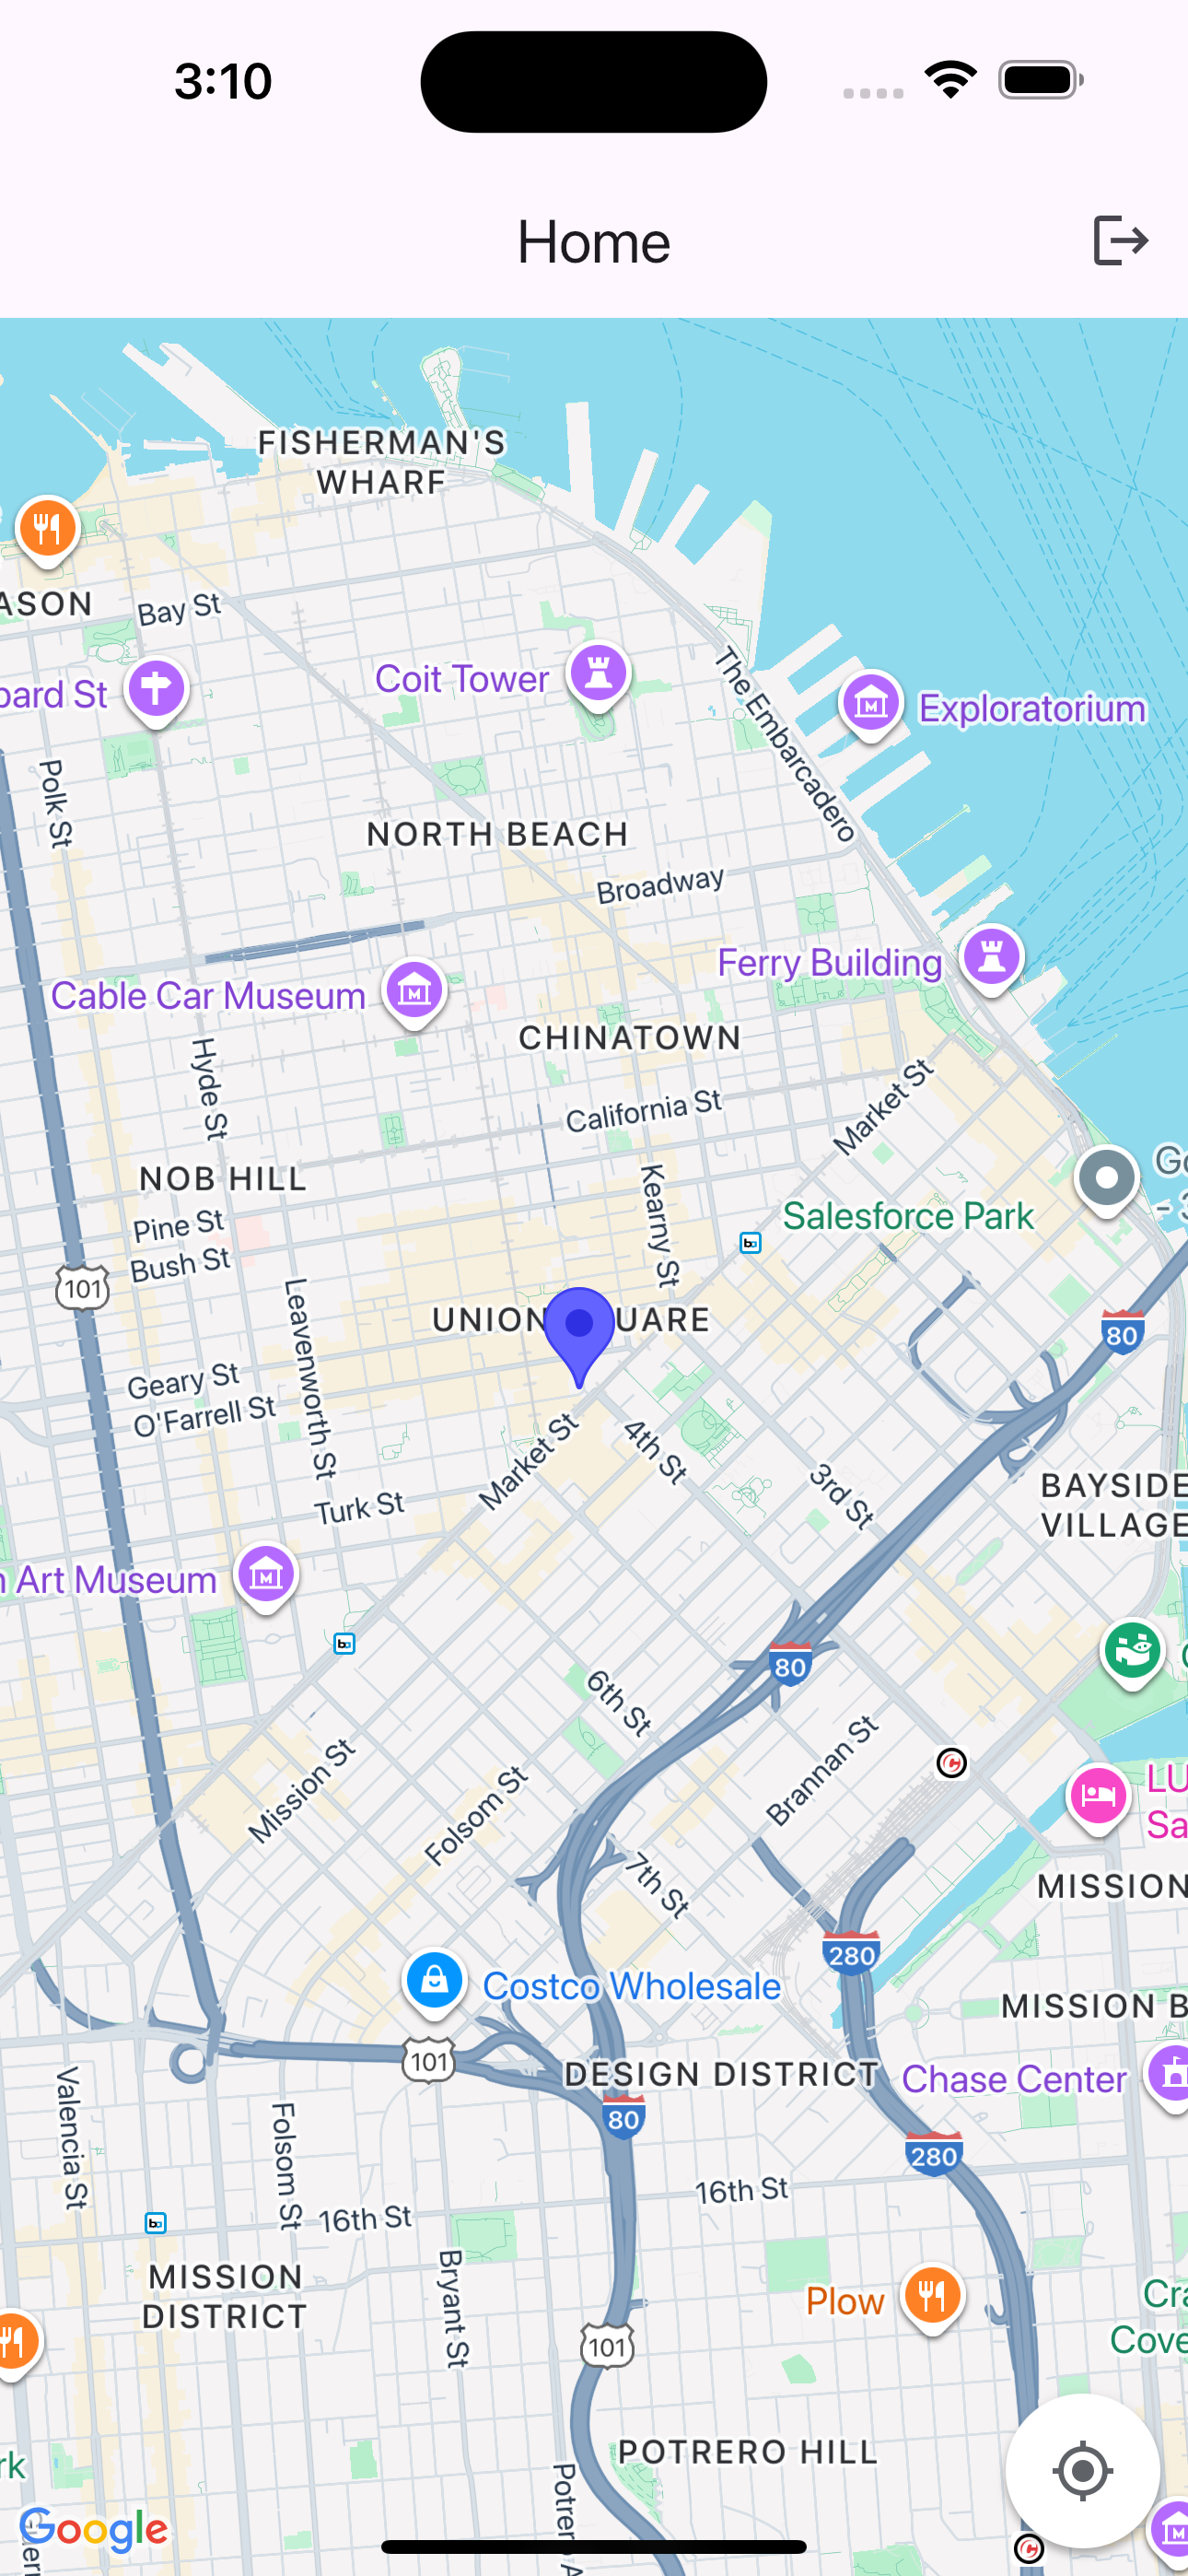 3:10
Home
FISHERMAN'S
WHARF
ASON
Bay St
Coit Tower
The Embarcadero
Exploratorium
St
Polk St
NORTH BEACH
Broadway
Ferry Building
Cable Car Museum
CHINATOWN
Hyde St
California St
Market St
NOB HILL
Kearny St
Pine St
Salesforce Park
Bush St
101
Leavenworth St
UNION
UARE
80
Geary St
O'Farrell St
Market St
4th St
3rd St
BAYSIDE
VILLAGE
Turk St
Art Museum
80
6th St
Mission St
Folsom St
Brannan St
LU
Sa
7th St
MISSION
280
Costco Wholesale
MISSION B
101
DESIGN DISTRICT
Chase Center
Valencia St
Folsom St
80
280
16th St
16th St
MISSION
DISTRICT
Bryant St
Plow
Cra
Cove
101
POTRERO HILL
rk
Potrero A
Google